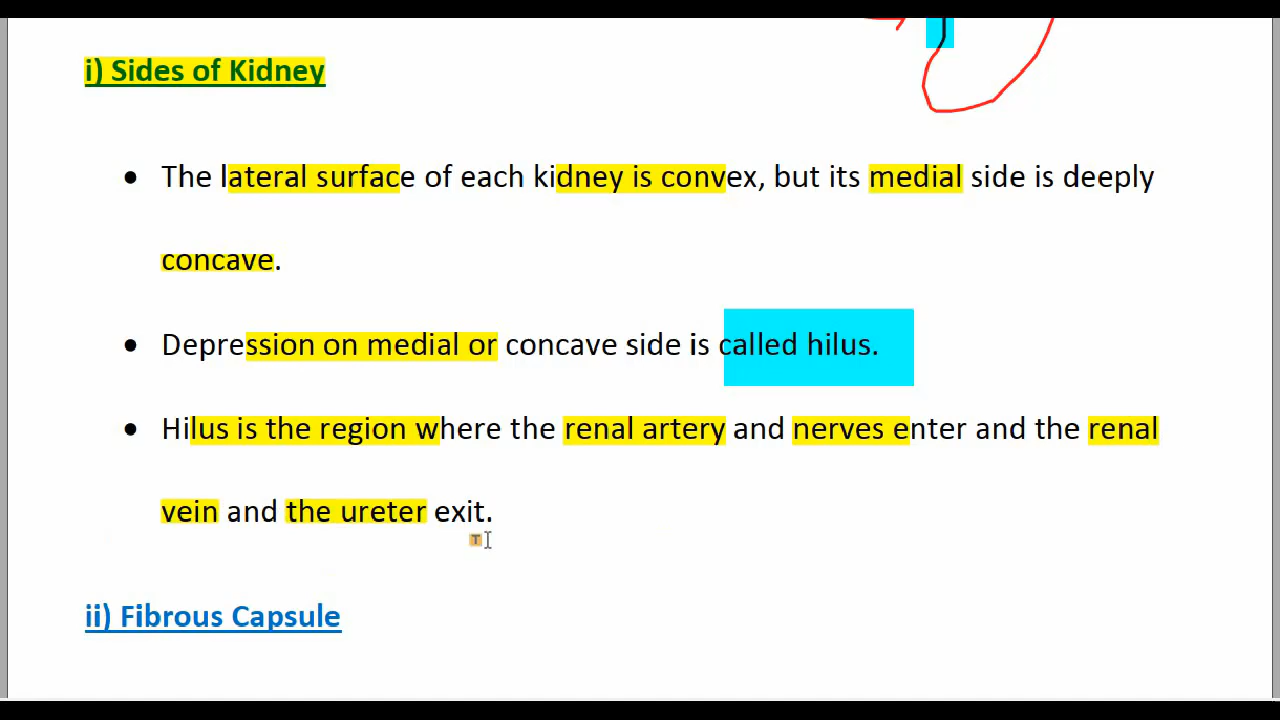 i) Sides of Kidney
• The lateral surface of each kidney is convex, but its medial side is deeply
concave.
• Depression on medial or concave side is called hilus.
• Hilus is the region where the renal artery and nerves enter and the renal
vein and the ureter exit.
T
ii) Fibrous Capsule